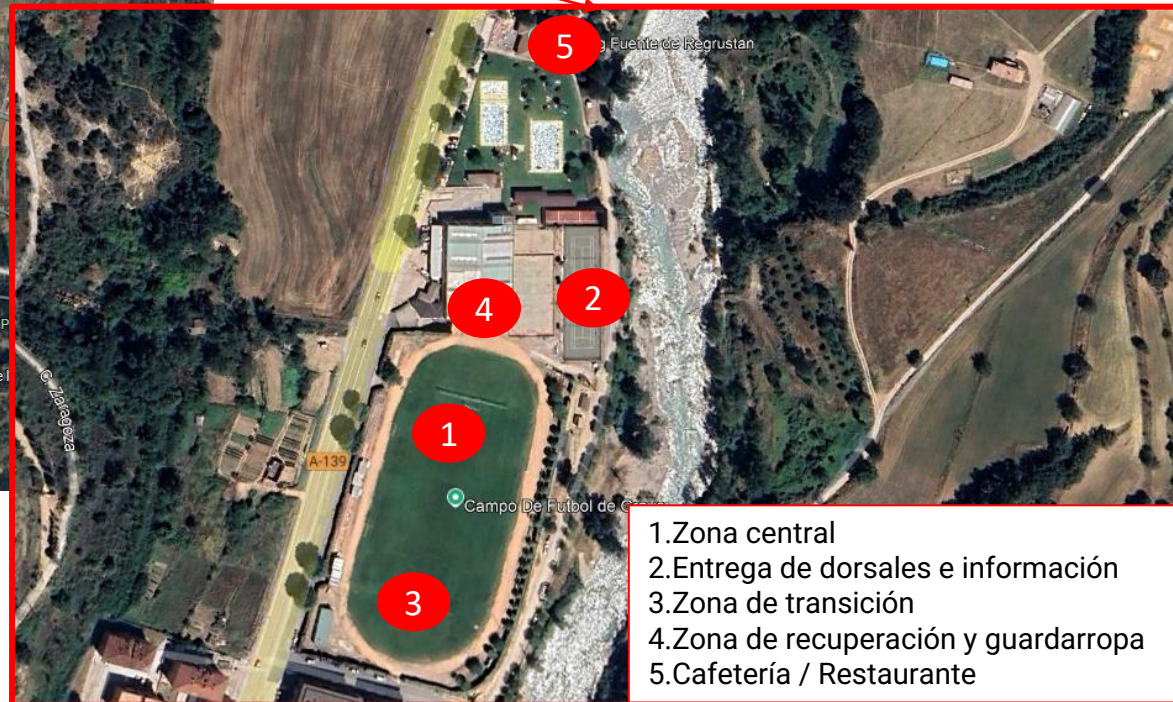 5
g Fuente de Regrustan
4
2
1
A-139
C. Zaragoza
Campo De Futbol de
3
1.Zona central
2.Entrega de dorsales e información
3.Zona de transición
4.Zona de recuperación y guardarropa
5.Cafetería / Restaurante